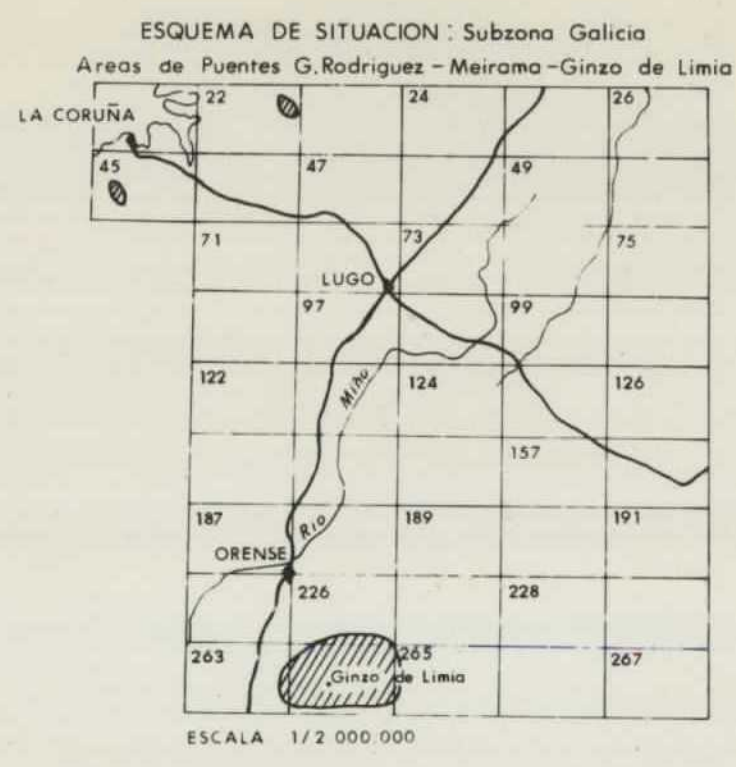 ESQUEMA DE SITUACION : Subzona Galicia
Areas de Puentes G.Rodriguez - Meirama - Ginzo de Limia
22 24 26
LA CORUÑA
45 47 49
71 73 75
LUGO
97 99
122 124 126
Miño
157
187 189 191
Rio
ORENSE
226 228
263 265 267
.Ginzo de Limia
ESCALA 1/2 000.000